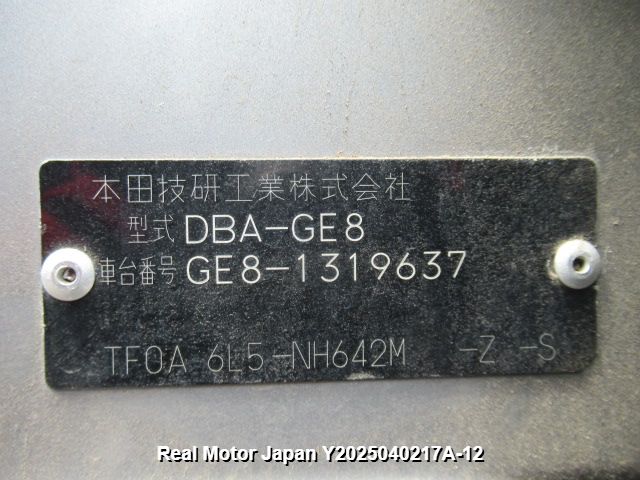 本田技研工業株式会社
型式 DBA-GE8
車台番号 GE8-1319637
TF0A 6L5-NH642M -Z -S
Real Motor Japan Y2025040217A-12